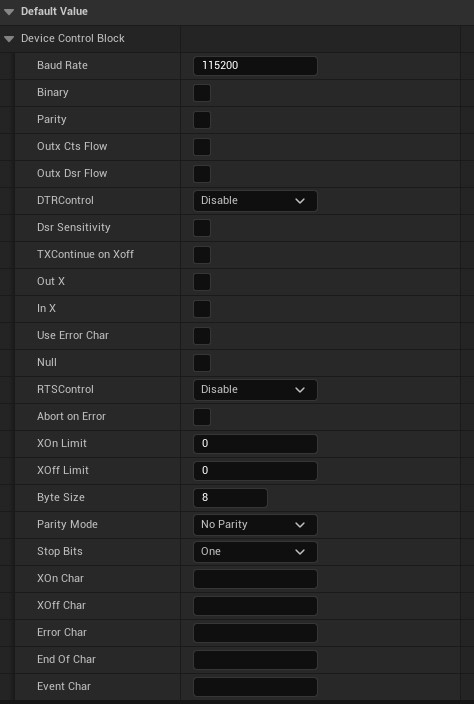 Default Value
Device Control Block
Baud Rate 115200
Binary
Parity
Outx Cts Flow
Outx Dsr Flow
DTRControl Disable
Dsr Sensitivity
TXContinue on Xoff
Out X
In X
Use Error Char
Null
RTSControl Disable
Abort on Error
XOn Limit 0
XOff Limit 0
Byte Size 8
Parity Mode No Parity
Stop Bits One
XOn Char
XOff Char
Error Char
End Of Char
Event Char